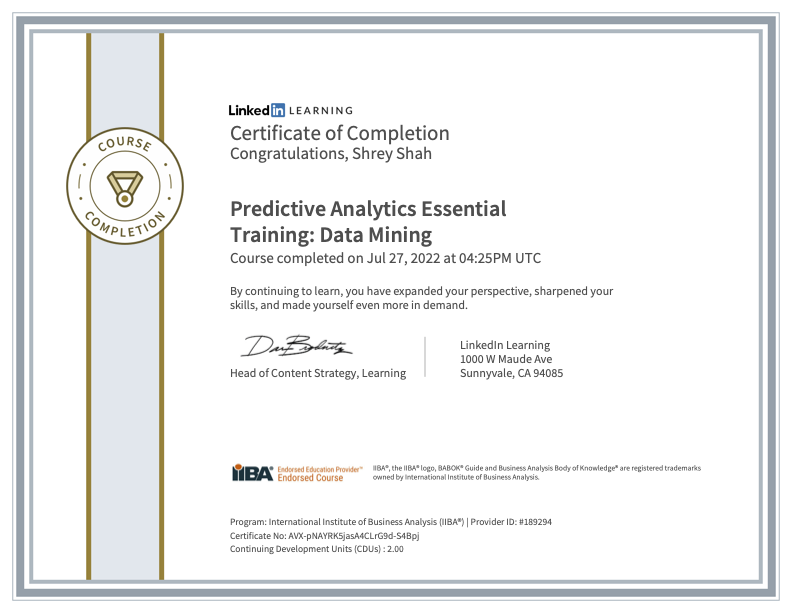 COURSE
COMPLETION
Linked in LEARNING
Certificate of Completion
Congratulations, Shrey Shah
Predictive Analytics Essential
Training: Data Mining
Course completed on Jul 27, 2022 at 04:25PM UTC
By continuing to learn, you have expanded your perspective, sharpened your
skills, and made yourself even more in demand.
Head of Content Strategy, Learning
LinkedIn Learning
1000 W Maude Ave
Sunnyvale, CA 94085
IIBA® Endorsed Education Provider™
Endorsed Course
IIBA®, the IIBA® logo, BABOK® Guide and Business Analysis Body of Knowledge® are registered trademarks
owned by International Institute of Business Analysis.
Program: International Institute of Business Analysis (IIBA®) | Provider ID: #189294
Certificate No: AVX-pNAYRK5jasA4CLrG9d-S4Bpj
Continuing Development Units (CDUs) : 2.00